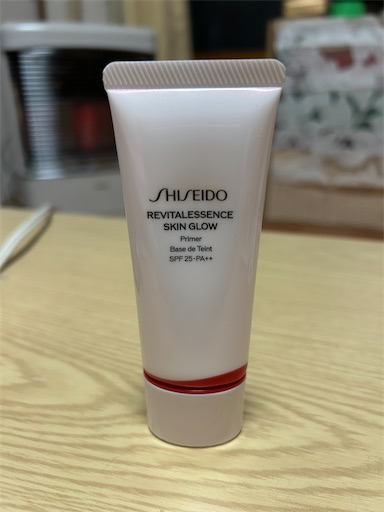 SHISEIDO
REVITALESSENCE
SKIN GLOW
Primer
Base de Teint
SPF 25·PA++